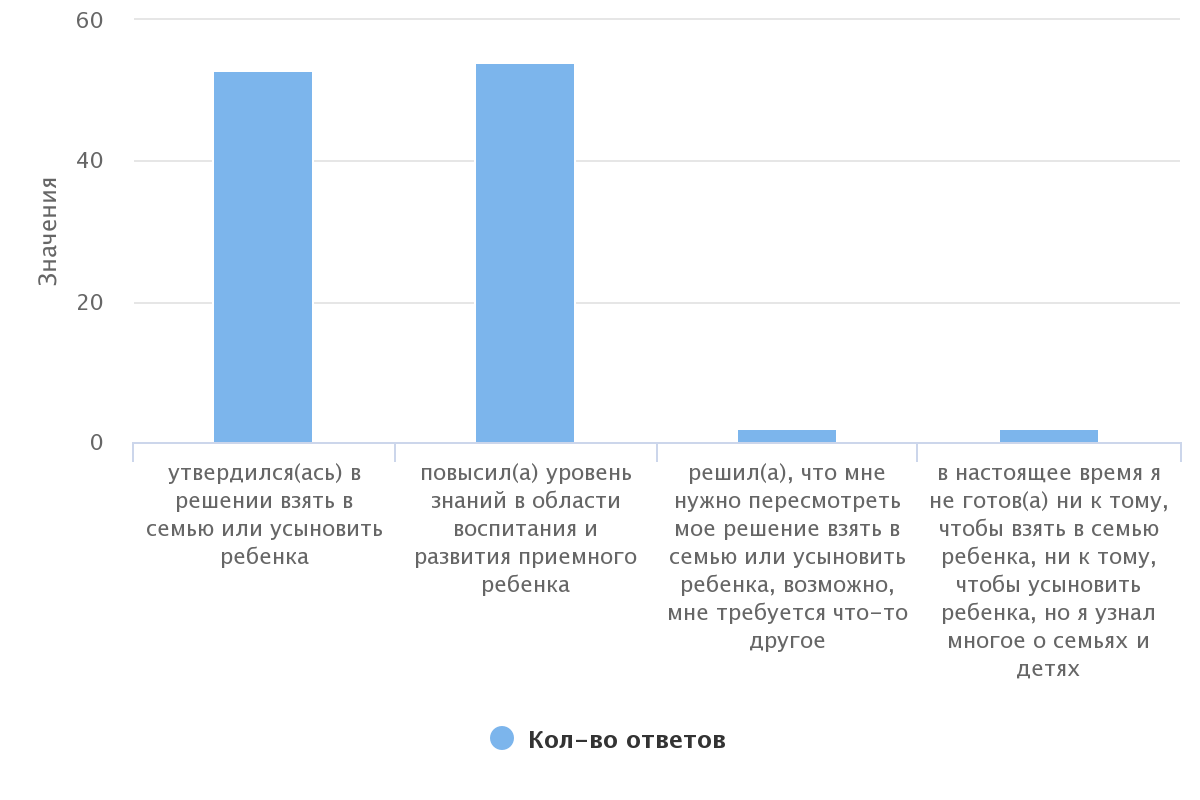 60
40
20
0
Значения
утвердился(ась) в
решении взять в
семью или усыновить
ребенка
повысил(а) уровень
знаний в области
воспитания и
развития приемного
ребенка
решил(а), что мне
нужно пересмотреть
мое решение взять в
семью или усыновить
ребенка, возможно,
мне требуется что-то
другое
в настоящее время я
не готов(а) ни к тому,
чтобы взять в семью
ребенка, ни к тому,
чтобы усыновить
ребенка, но я узнал
многое о семьях и
детях
Кол-во ответов